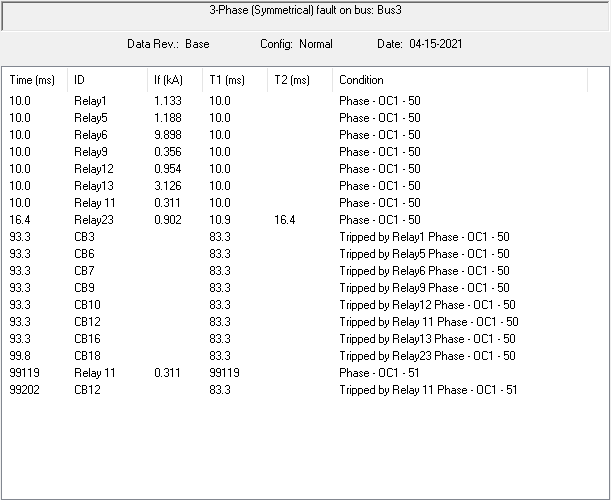 3-Phase (Symmetrical) fault on bus: Bus3
Data Rev.: Base Config: Normal Date: 04-15-2021
Time (ms) ID If (kA) T1 (ms) T2 (ms) Condition
10.0 Relay1 1.133 10.0 Phase - OC1 - 50
10.0 Relay5 1.188 10.0 Phase - OC1 - 50
10.0 Relay6 9.898 10.0 Phase - OC1 - 50
10.0 Relay9 0.356 10.0 Phase - OC1 - 50
10.0 Relay12 0.954 10.0 Phase - OC1 - 50
10.0 Relay13 3.126 10.0 Phase - OC1 - 50
10.0 Relay 11 0.311 10.0 Phase - OC1 - 50
16.4 Relay23 0.902 10.9 16.4 Phase - OC1 - 50
93.3 CB3 83.3 Tripped by Relay1 Phase - OC1 - 50
93.3 CB6 83.3 Tripped by Relay5 Phase - OC1 - 50
93.3 CB7 83.3 Tripped by Relay6 Phase - OC1 - 50
93.3 CB9 83.3 Tripped by Relay9 Phase - OC1 - 50
93.3 CB10 83.3 Tripped by Relay12 Phase - OC1 - 50
93.3 CB12 83.3 Tripped by Relay 11 Phase - OC1 - 50
93.3 CB16 83.3 Tripped by Relay13 Phase - OC1 - 50
99.8 CB18 83.3 Tripped by Relay23 Phase - OC1 - 50
99119 Relay 11 0.311 99119 Phase - OC1 - 51
99202 CB12 83.3 Tripped by Relay 11 Phase - OC1 - 51